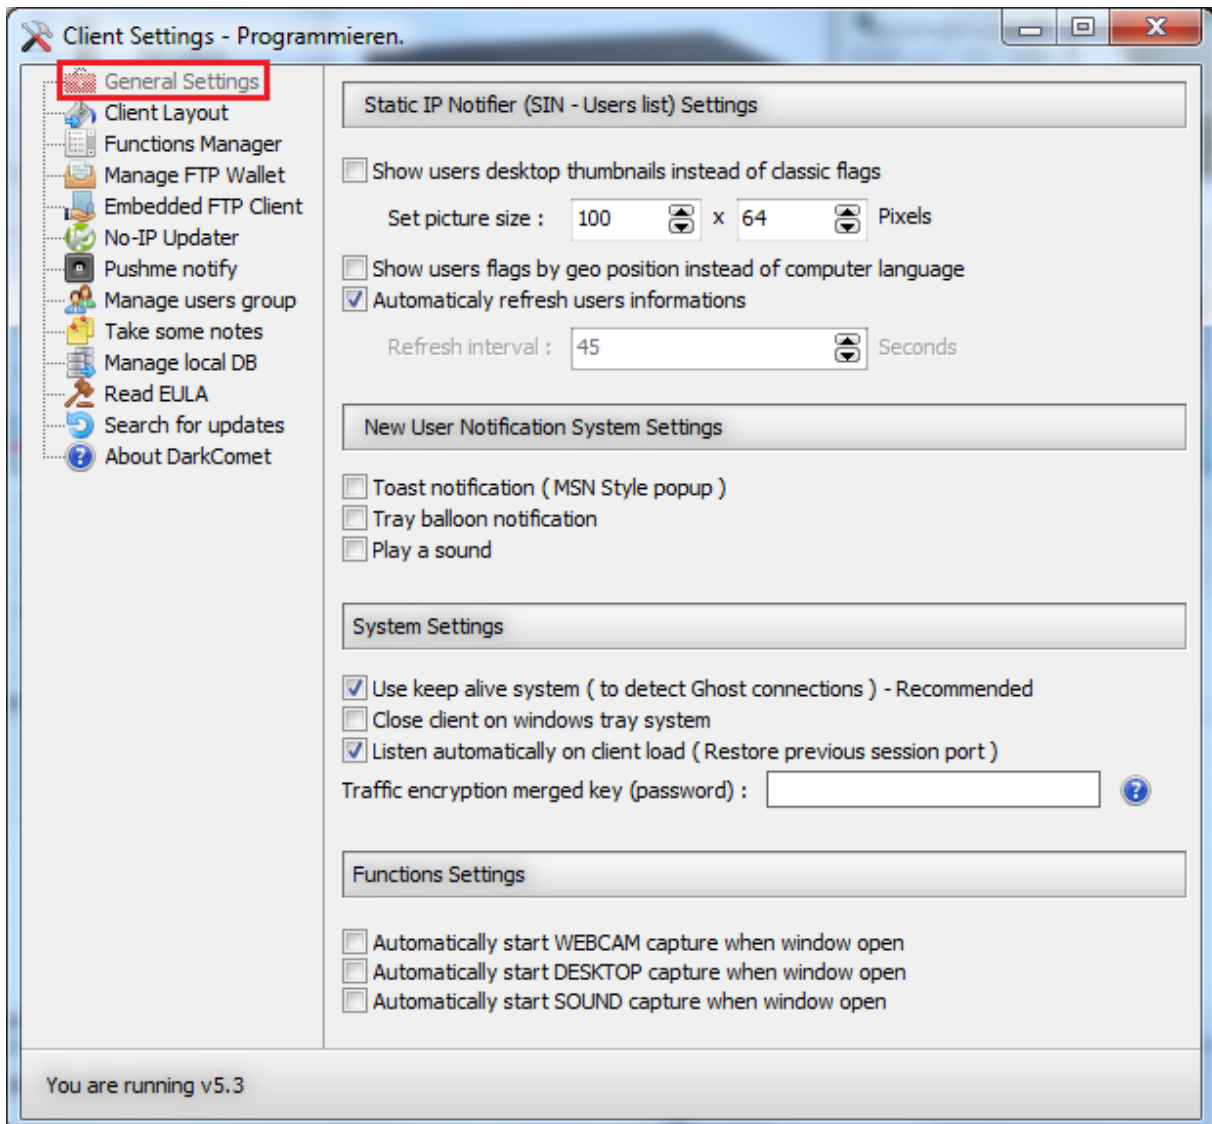 Client Settings - Programmieren.
General Settings
Client Layout
Functions Manager
Manage FTP Wallet
Embedded FTP Client
No-IP Updater
Pushme notify
Manage users group
Take some notes
Manage local DB
Read EULA
Search for updates
About DarkComet
Static IP Notifier (SIN - Users list) Settings
Show users desktop thumbnails instead of classic flags
Set picture size : 100 x 64 Pixels
Show users flags by geo position instead of computer language
Automaticaly refresh users informations
Refresh interval : 45 Seconds
New User Notification System Settings
Toast notification ( MSN Style popup )
Tray balloon notification
Play a sound
System Settings
Use keep alive system ( to detect Ghost connections ) - Recommended
Close client on windows tray system
Listen automatically on client load ( Restore previous session port )
Traffic encryption merged key (password) :
Functions Settings
Automatically start WEBCAM capture when window open
Automatically start DESKTOP capture when window open
Automatically start SOUND capture when window open
You are running v5.3